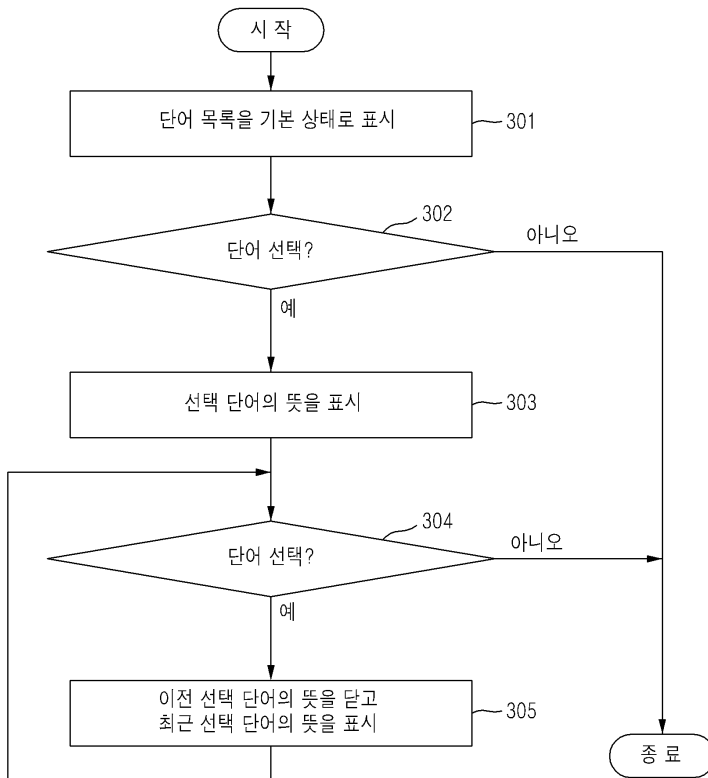 시 작
단어 목록을 기본 상태로 표시
301
302
단어 선택?
아니오
예
선택 단어의 뜻을 표시
303
304
단어 선택?
아니오
예
이전 선택 단어의 뜻을 닫고
최근 선택 단어의 뜻을 표시
305
종 료